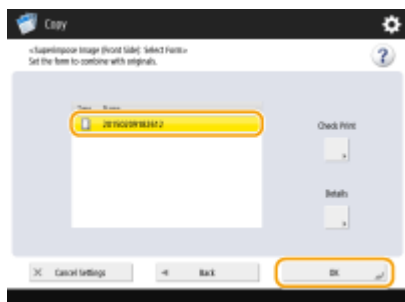 Copy
<Superimpose Image (Front Side): Select Form>
Set the form to combine with originals.
?
Type Name
20150209182612
Check Print
Details
Cancel Settings
Back
OK